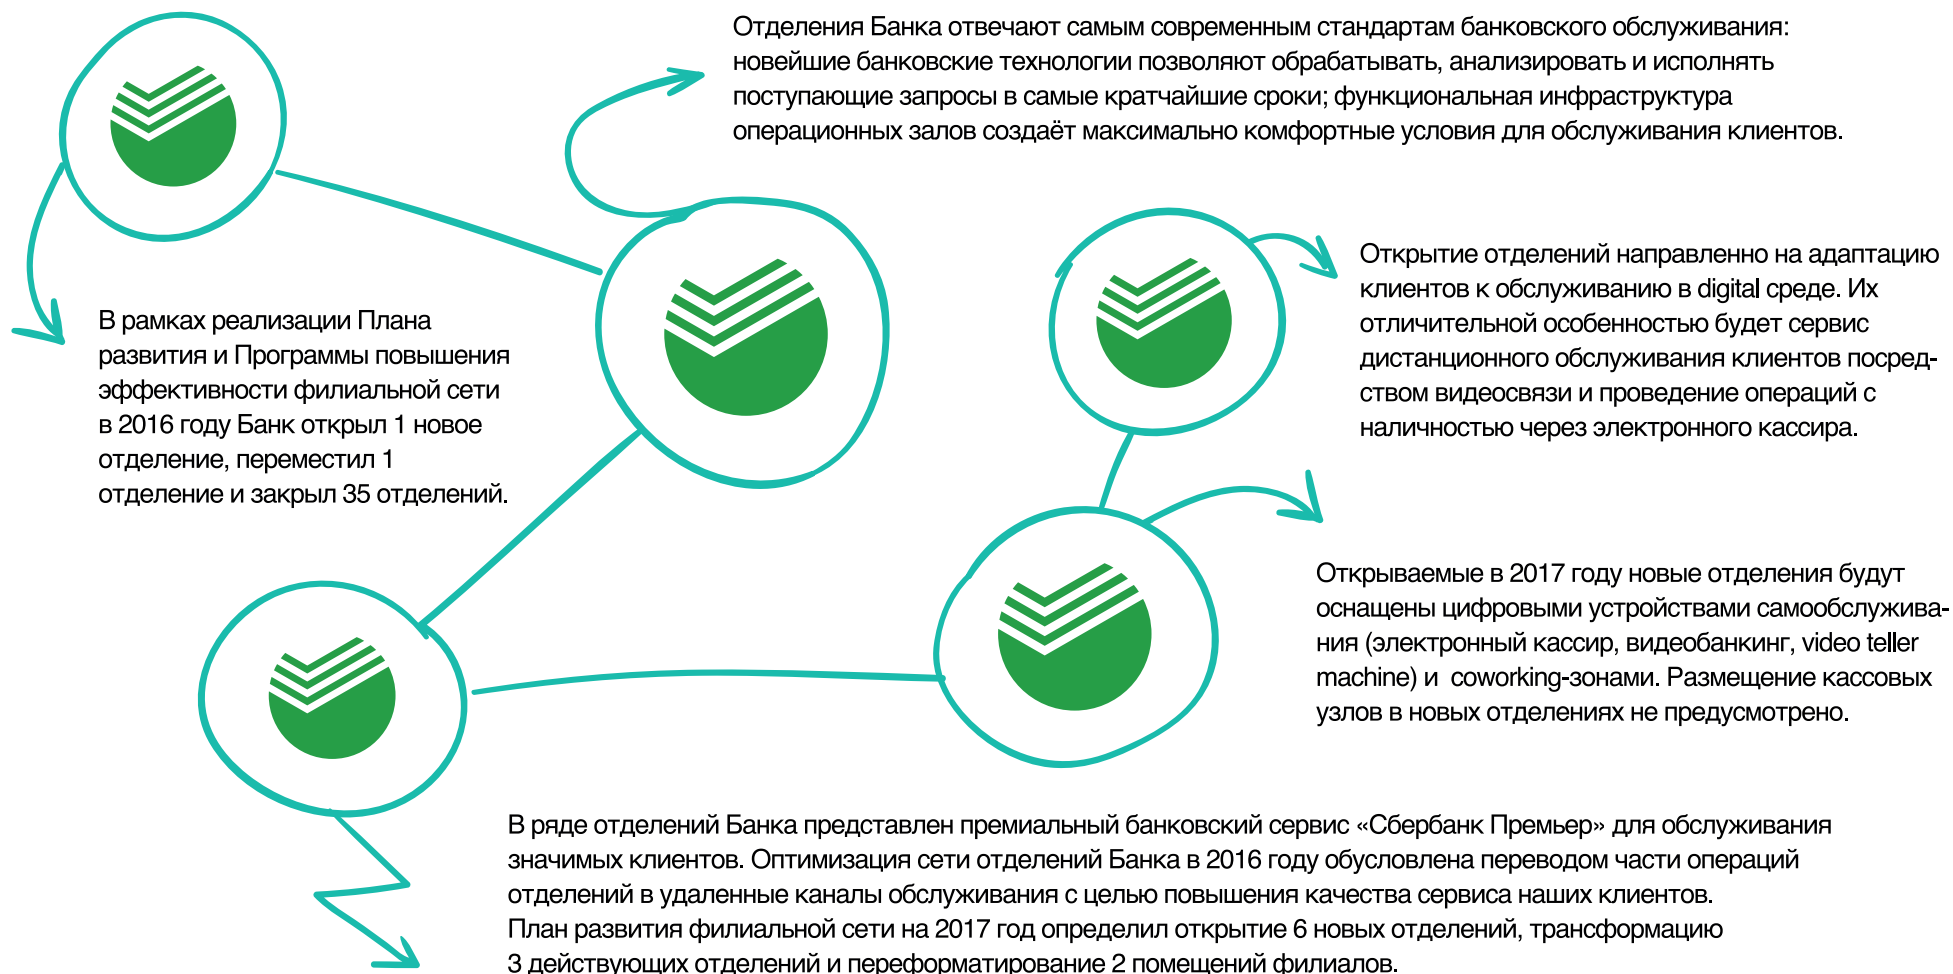 Отделения Банка отвечают самым современным стандартам банковского обслуживания:
новейшие банковские технологии позволяют обрабатывать, анализировать и исполнять
поступающие запросы в самые кратчайшие сроки; функциональная инфраструктура
операционных залов создаёт максимально комфортные условия для обслуживания клиентов.
В рамках реализации Плана
развития и Программы повышения
эффективности филиальной сети
в 2016 году Банк открыл 1 новое
отделение, переместил 1
отделение и закрыл 35 отделений.
Открытие отделений направленно на адаптацию
клиентов к обслуживанию в digital среде. Их
отличительной особенностью будет сервис
дистанционного обслуживания клиентов посред-
ством видеосвязи и проведение операций с
наличностью через электронного кассира.
Открываемые в 2017 году новые отделения будут
оснащены цифровыми устройствами самообслужива-
ния (электронный кассир, видеобанкинг, video teller
machine) и  coworking-зонами. Размещение кассовых
узлов в новых отделениях не предусмотрено.
В ряде отделений Банка представлен премиальный банковский сервис «Сбербанк Премьер» для обслуживания
значимых клиентов. Оптимизация сети отделений Банка в 2016 году обусловлена переводом части операций
отделений в удаленные каналы обслуживания с целью повышения качества сервиса наших клиентов.
План развития филиальной сети на 2017 год определил открытие 6 новых отделений, трансформацию
3 действующих отделений и переформатирование 2 помещений филиалов.